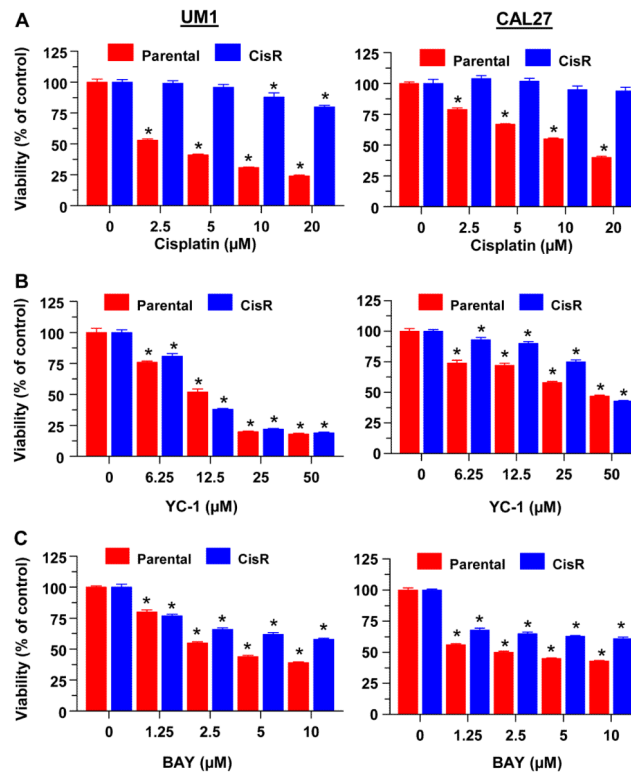 UM1 CAL27
A
Parental CisR Parental CisR
Viability (% of control)
125 125
100 100
75 75
50 50
25 25
0 0
* * * * * * * * * *
0 2.5 5 10 20 0 2.5 5 10 20
Cisplatin (µM) Cisplatin (µM)
B
Parental CisR Parental CisR
Viability (% of control)
125 125
100 100
75 75
50 50
25 25
0 0
* * * * * * * * * * * * * * * *
0 6.25 12.5 25 50 0 6.25 12.5 25 50
YC-1 (µM) YC-1 (µM)
C
Parental CisR Parental CisR
Viability (% of control)
125 125
100 100
75 75
50 50
25 25
0 0
* * * * * * * * * * * * * * * *
0 1.25 2.5 5 10 0 1.25 2.5 5 10
BAY (µM) BAY (µM)